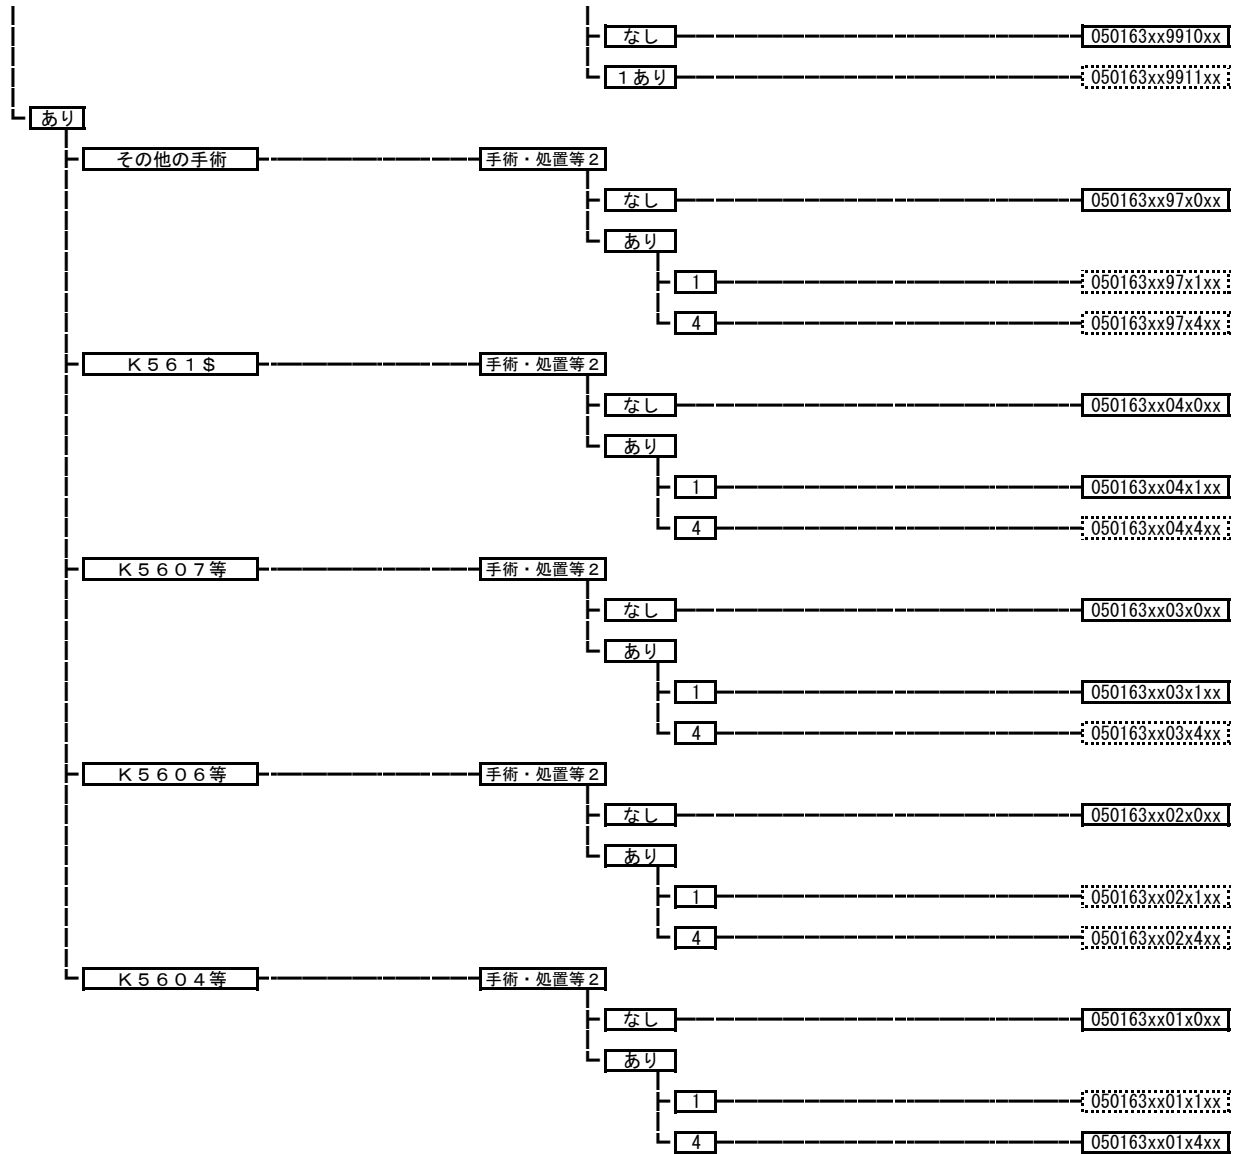 なし 050163xx9910xx
1あり 050163xx9911xx
あり
その他の手術 手術・処置等2
なし 050163xx97x0xx
あり
1 050163xx97x1xx
4 050163xx97x4xx
K561$ 手術・処置等2
なし 050163xx04x0xx
あり
1 050163xx04x1xx
4 050163xx04x4xx
K5607等 手術・処置等2
なし 050163xx03x0xx
あり
1 050163xx03x1xx
4 050163xx03x4xx
K5606等 手術・処置等2
なし 050163xx02x0xx
あり
1 050163xx02x1xx
4 050163xx02x4xx
K5604等 手術・処置等2
なし 050163xx01x0xx
あり
1 050163xx01x1xx
4 050163xx01x4xx